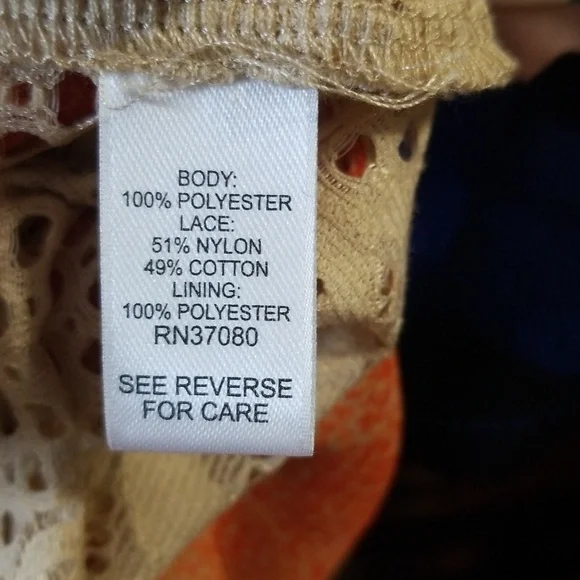 BODY:
100% POLYESTER
LACE:
51% NYLON
49% COTTON
LINING:
100% POLYESTER
RN37080
SEE REVERSE
FOR CARE